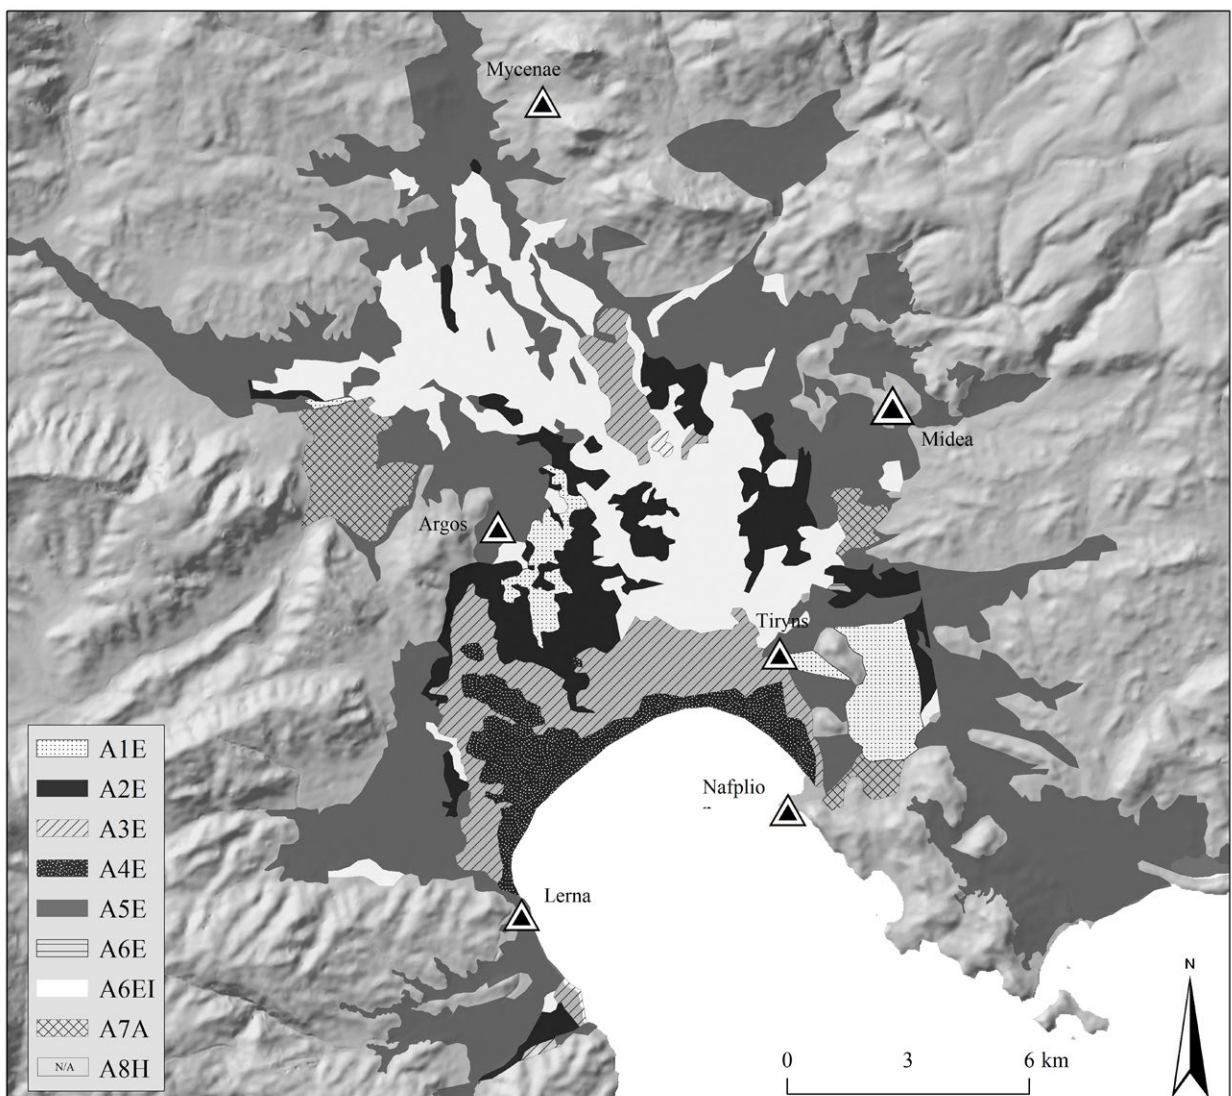 Mycenae
Midea
Argos
Tiryns
Nafplio
Lerna
A1E
A2E
A3E
A4E
A5E
A6E
A6EI
A7A
N/A A8H
N
0 3 6 km